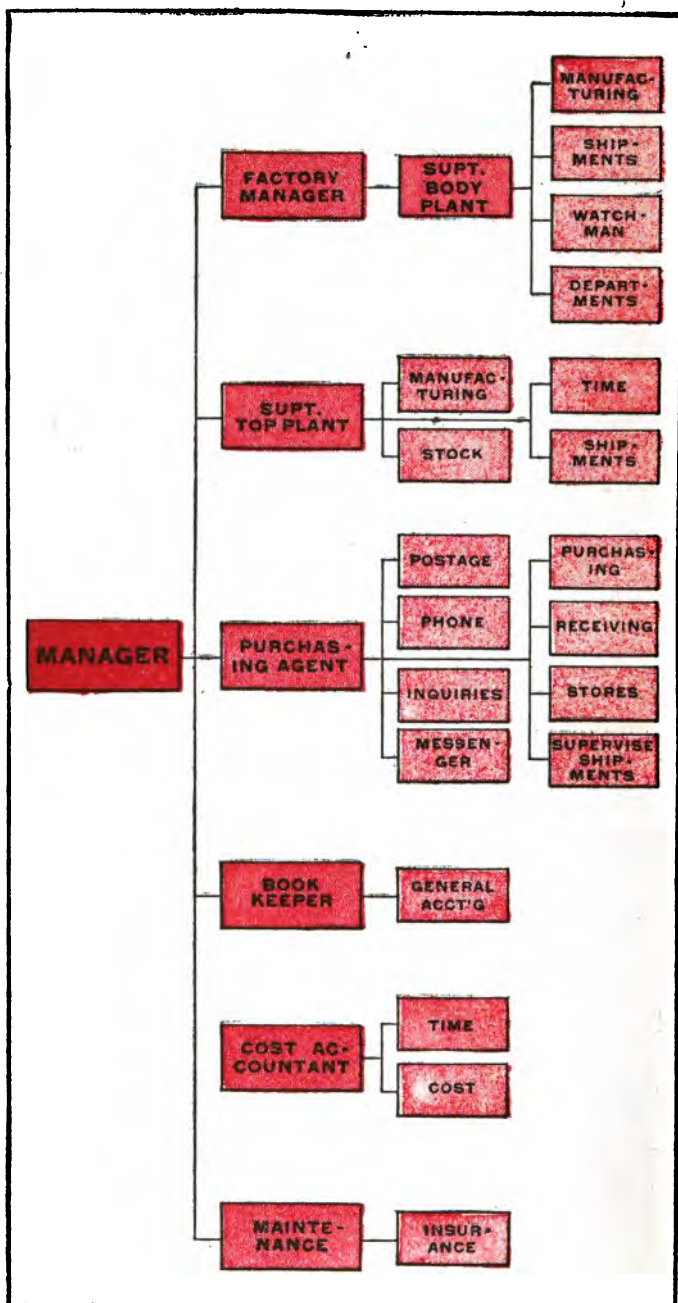 MANUFAC-
TURING
SHIP-
MENTS
FACTORY
MANAGER
SUPT.
BODY
PLANT
WATCH-
MAN
DEPART-
MENTS
SUPT.
TOP PLANT
MANUFAC-
TURING
STOCK
TIME
SHIP-
MENTS
MANAGER
PURCHAS-
ING AGENT
POSTAGE
PHONE
INQUIRIES
MESSEN-
GER
PURCHAS-
ING
RECEIVING
STORES
SUPERVISE
SHIP-
MENTS
BOOK
KEEPER
GENERAL
ACCT'G
COST AC-
COUNTANT
TIME
COST
MAINTE-
NANCE
INSUR-
ANCE